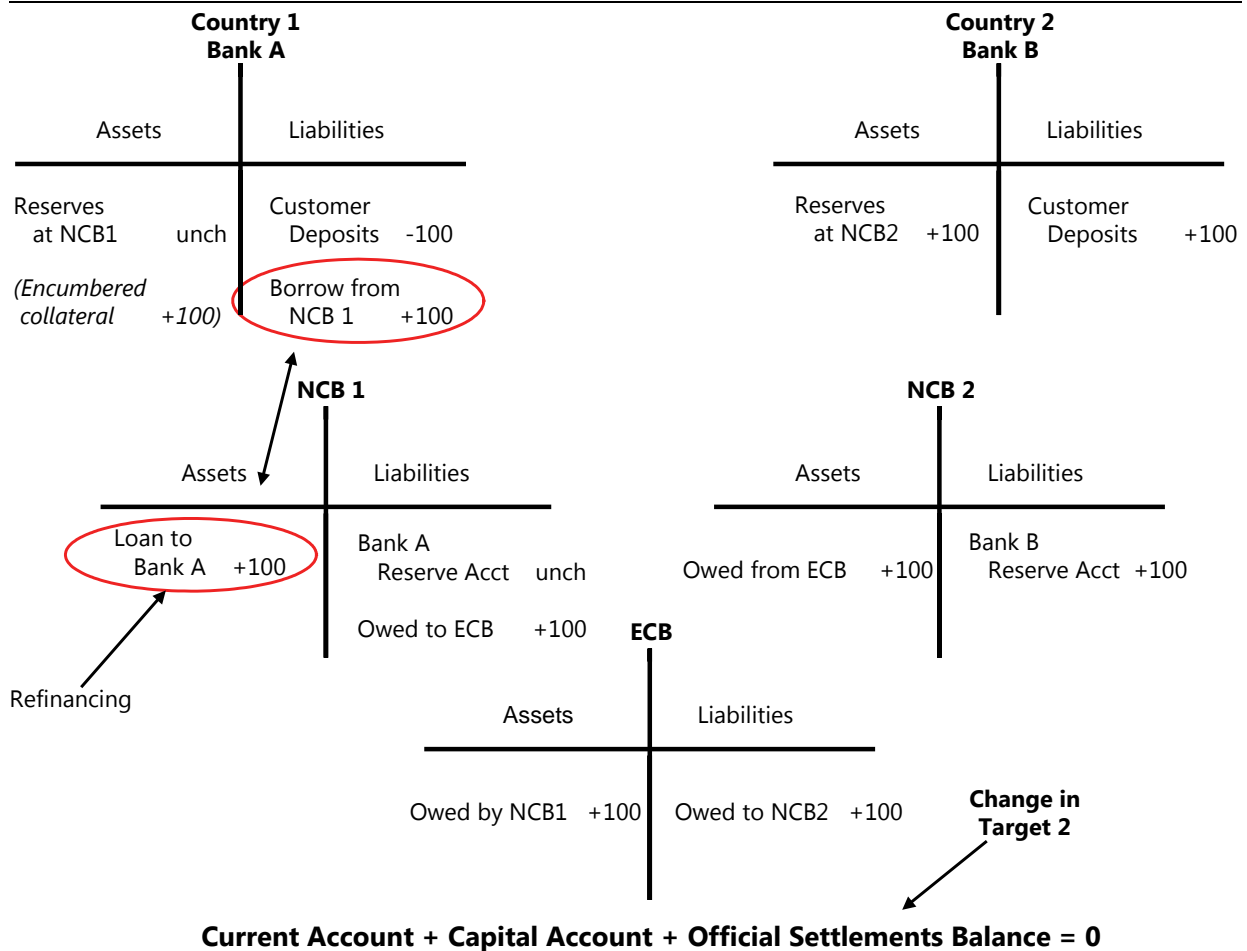 Country 1
Bank A
Assets Liabilities
Reserves
at NCB1 unch
Customer
Deposits -100
(Encumbered
collateral +100)
Borrow from
NCB 1 +100
Country 2
Bank B
Assets Liabilities
Reserves
at NCB2 +100
Customer
Deposits +100
NCB 1
Assets Liabilities
Loan to
Bank A +100
Bank A
Reserve Acct unch
Owed to ECB +100
Refinancing
NCB 2
Assets Liabilities
Owed from ECB +100
Bank B
Reserve Acct +100
ECB
Assets Liabilities
Owed by NCB1 +100
Owed to NCB2 +100
Change in
Target 2
Current Account + Capital Account + Official Settlements Balance = 0